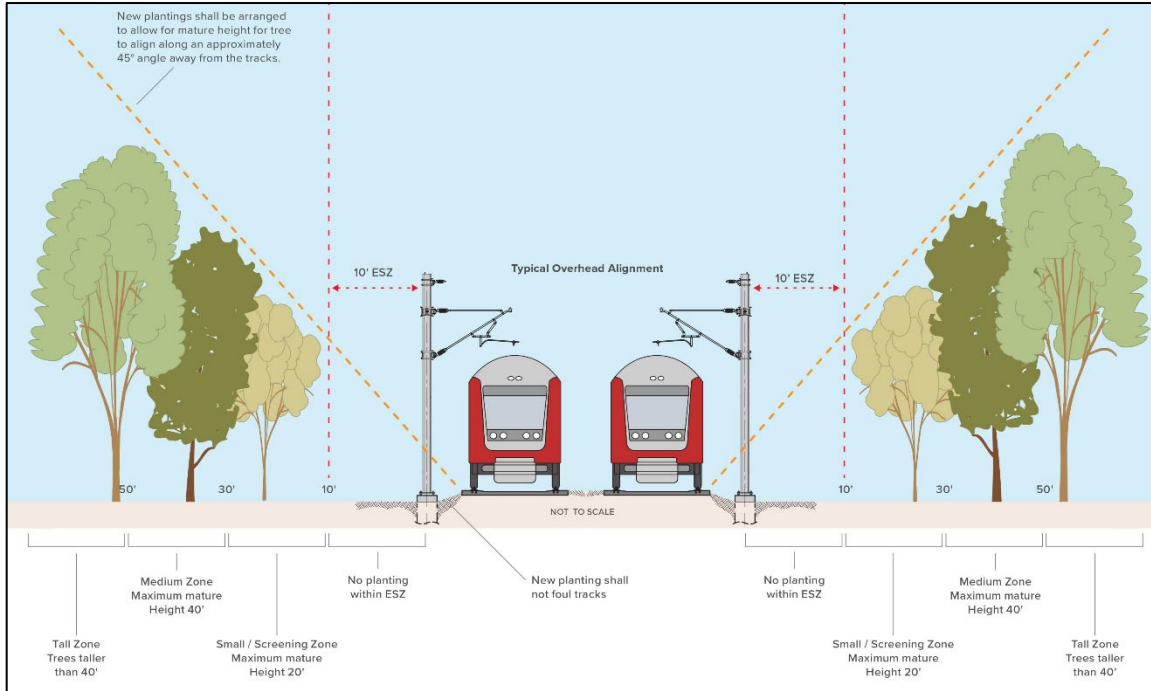 New plantings shall be arranged
to allow for mature height for tree
to align along an approximately
45° angle away from the tracks.
10' ESZ
Typical Overhead Alignment
10' ESZ
50'
30'
10'
10'
30'
50'
NOT TO SCALE
Medium Zone
Maximum mature
Height 40'
No planting
within ESZ
New planting shall
not foul tracks
No planting
within ESZ
Medium Zone
Maximum mature
Height 40'
Tall Zone
Trees taller
than 40'
Small / Screening Zone
Maximum mature
Height 20'
Small / Screening Zone
Maximum mature
Height 20'
Tall Zone
Trees taller
than 40'